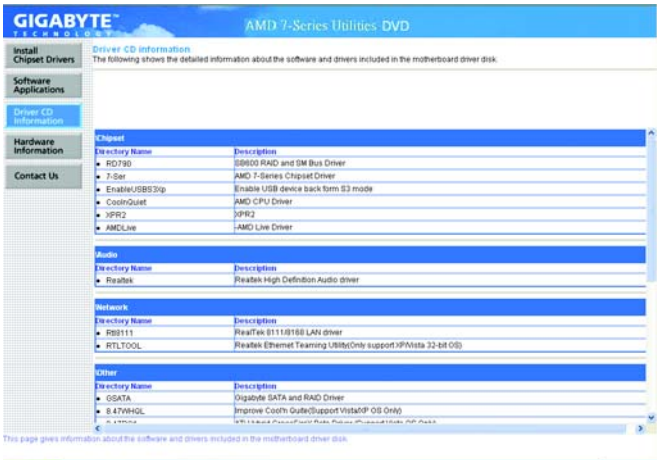 GIGABYTE™
TECHNOLOGY
AMD 7-Series Utilities DVD
Install
Chipset Drivers
Software
Applications
Driver CD
Information
Hardware
Information
Contact Us
Driver CD information
The following shows the detailed information about the software and drivers included in the motherboard driver disk.
\Chipset
Directory Name Description
• RD790 SB600 RAID and SM Bus Driver
• 7-Ser AMD 7-Series Chipset Driver
• EnableUSBS3Xp Enable USB device back form S3 mode
• CoolnQuiet AMD CPU Driver
• XPR2 XPR2
• AMDLive -AMD Live Driver
\Audio
Directory Name Description
• Realtek Realtek High Definition Audio driver
\Network
Directory Name Description
• Rtl8111 RealTek 8111/8168 LAN driver
• RTLTOOL Realtek Ethernet Teaming Utility(Only support XP/Vista 32-bit OS)
\Other
Directory Name Description
• GSATA Gigabyte SATA and RAID Driver
• 8.47WHQL Improve Cool'n Quite(Support Vista/XP OS Only)
This page gives information about the software and drivers included in the motherboard driver disk.